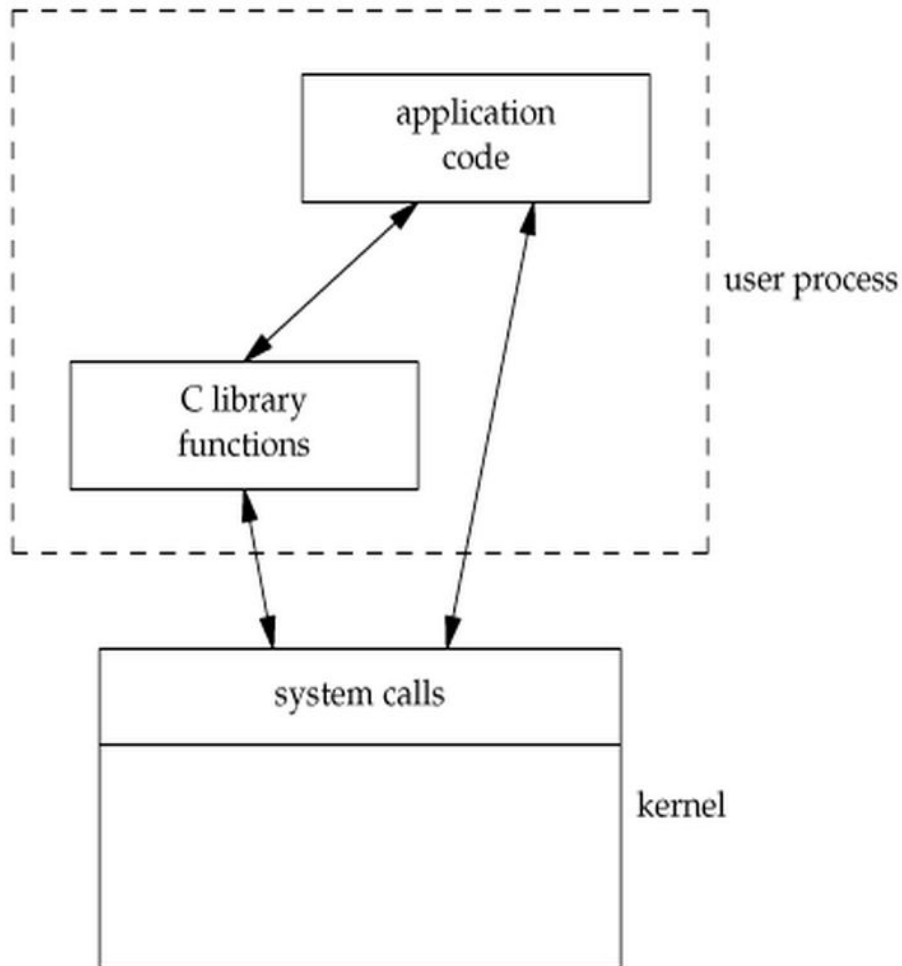 application
code
user process
C library
functions
system calls
kernel